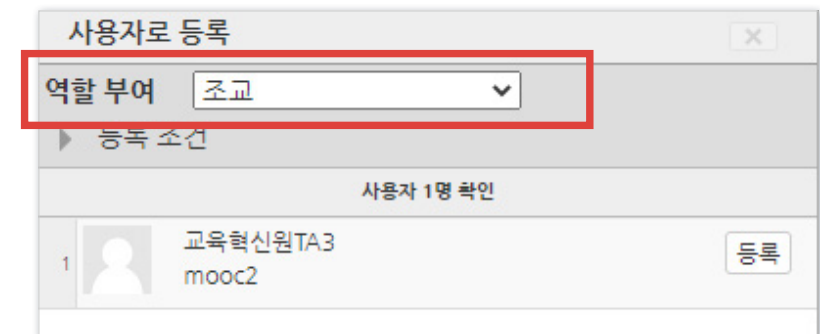 사용자로 등록
역할 부여 조교
등록 조건
사용자 1명 확인
1
교육혁신원TA3
mooc2
등록